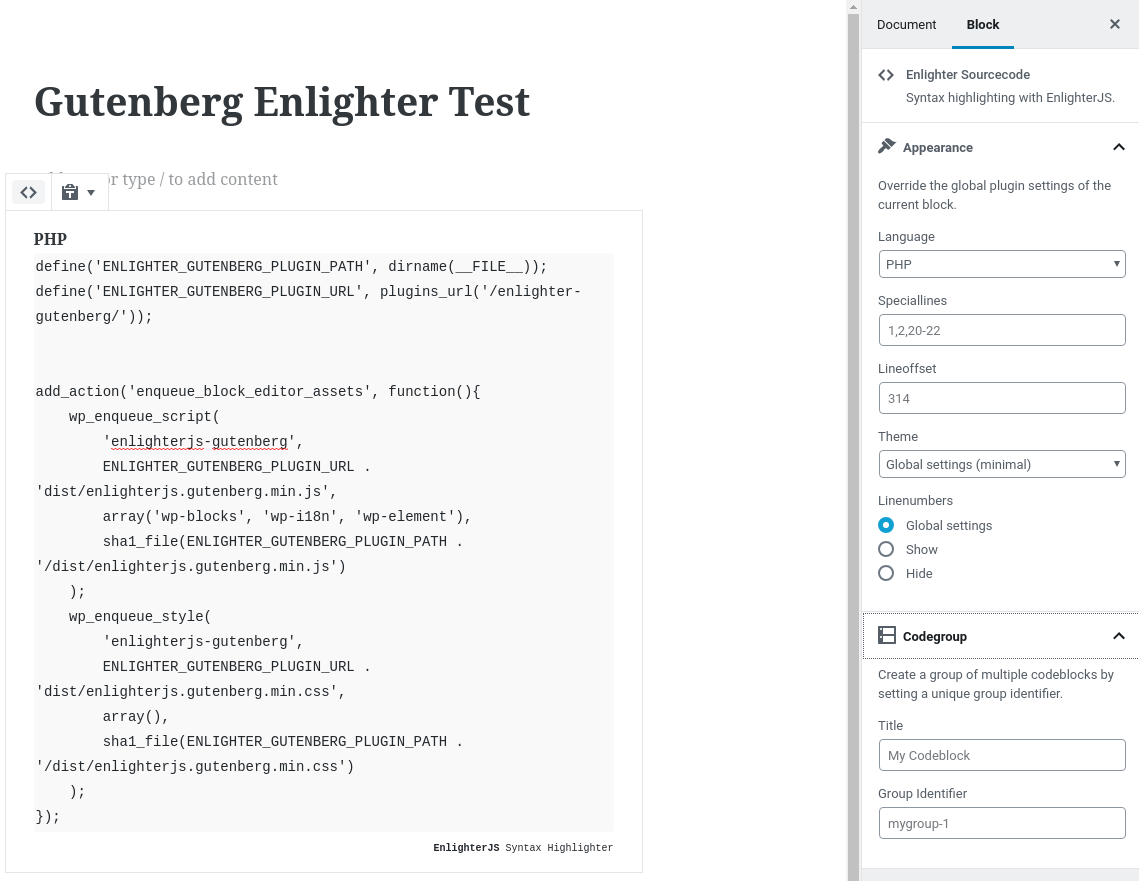 Gutenberg Enlighter Test
or type / to add content
PHP
define('ENLIGHTER_GUTENBERG_PLUGIN_PATH', dirname(__FILE__));
define('ENLIGHTER_GUTENBERG_PLUGIN_URL', plugins_url('/enlighter-
gutenberg/'));
add_action('enqueue_block_editor_assets', function(){
    wp_enqueue_script(
        'enlighterjs-gutenberg',
        ENLIGHTER_GUTENBERG_PLUGIN_URL .
'dist/enlighterjs.gutenberg.min.js',
        array('wp-blocks', 'wp-i18n', 'wp-element'),
        sha1_file(ENLIGHTER_GUTENBERG_PLUGIN_PATH .
'/dist/enlighterjs.gutenberg.min.js')
    );
    wp_enqueue_style(
        'enlighterjs-gutenberg',
        ENLIGHTER_GUTENBERG_PLUGIN_URL .
'dist/enlighterjs.gutenberg.min.css',
        array(),
        sha1_file(ENLIGHTER_GUTENBERG_PLUGIN_PATH .
'/dist/enlighterjs.gutenberg.min.css')
    );
});
EnlighterJS Syntax Highlighter
Document Block
Enlighter Sourcecode
Syntax highlighting with EnlighterJS.
Appearance
Override the global plugin settings of the
current block.
Language
PHP
Speciallines
1,2,20-22
Lineoffset
314
Theme
Global settings (minimal)
Linenumbers
Global settings
Show
Hide
Codegroup
Create a group of multiple codeblocks by
setting a unique group identifier.
Title
My Codeblock
Group Identifier
mygroup-1